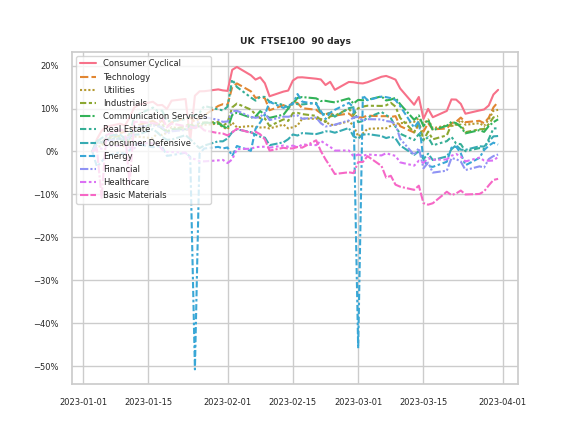 UK  FTSE100  90 days
20%
10%
0%
−10%
−20%
−30%
−40%
−50%
Consumer Cyclical
Technology
Utilities
Industrials
Communication Services
Real Estate
Consumer Defensive
Energy
Financial
Healthcare
Basic Materials
2023-01-01
2023-01-15
2023-02-01
2023-02-15
2023-03-01
2023-03-15
2023-04-01